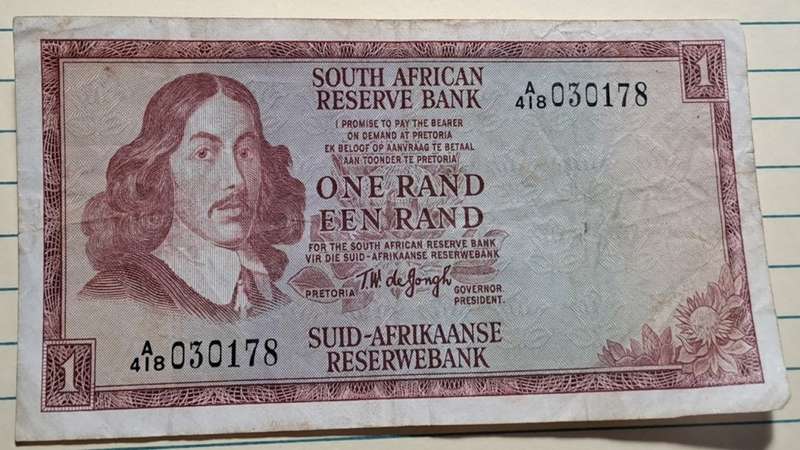 1
SOUTH AFRICAN
RESERVE BANK
A/418 030178
I PROMISE TO PAY THE BEARER
ON DEMAND AT PRETORIA
EK BELOOF OP AANVRAAG TE BETAAL
AAN TOONDER TE PRETORIA
ONE RAND
EEN RAND
FOR THE SOUTH AFRICAN RESERVE BANK
VIR DIE SUID-AFRIKAANSE RESERWEBANK
T.W. de Jongh
PRETORIA
GOVERNOR
PRESIDENT.
A/418 030178
SUID-AFRIKAANSE
RESERWEBANK
1